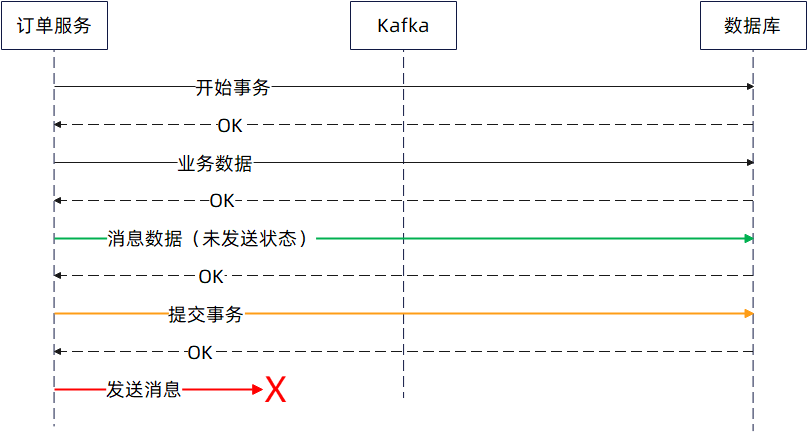 订单服务
Kafka
数据库
开始事务
OK
业务数据
OK
消息数据（未发送状态）
OK
提交事务
OK
发送消息
X